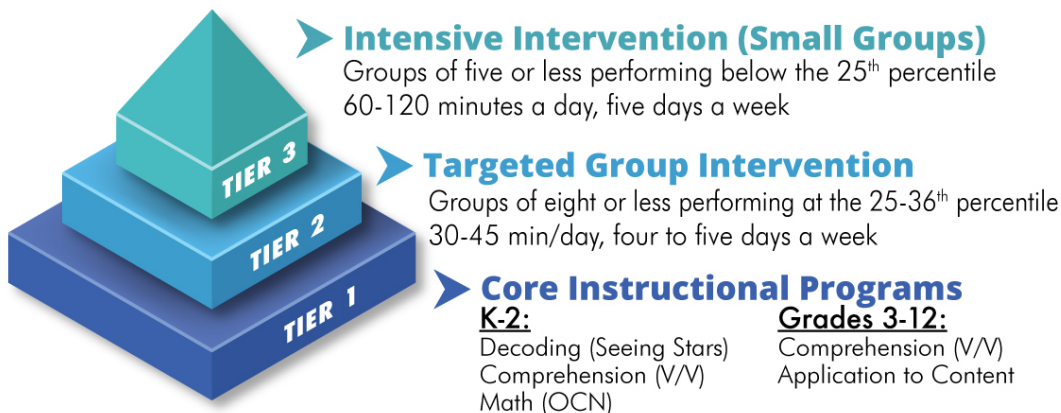 Intensive Intervention (Small Groups)
Groups of five or less performing below the 25th percentile
60-120 minutes a day, five days a week
TIER 3
Targeted Group Intervention
Groups of eight or less performing at the 25-36th percentile
30-45 min/day, four to five days a week
TIER 2
Core Instructional Programs
TIER 1
K-2:
Decoding (Seeing Stars)
Comprehension (V/V)
Math (OCN)
Grades 3-12:
Comprehension (V/V)
Application to Content